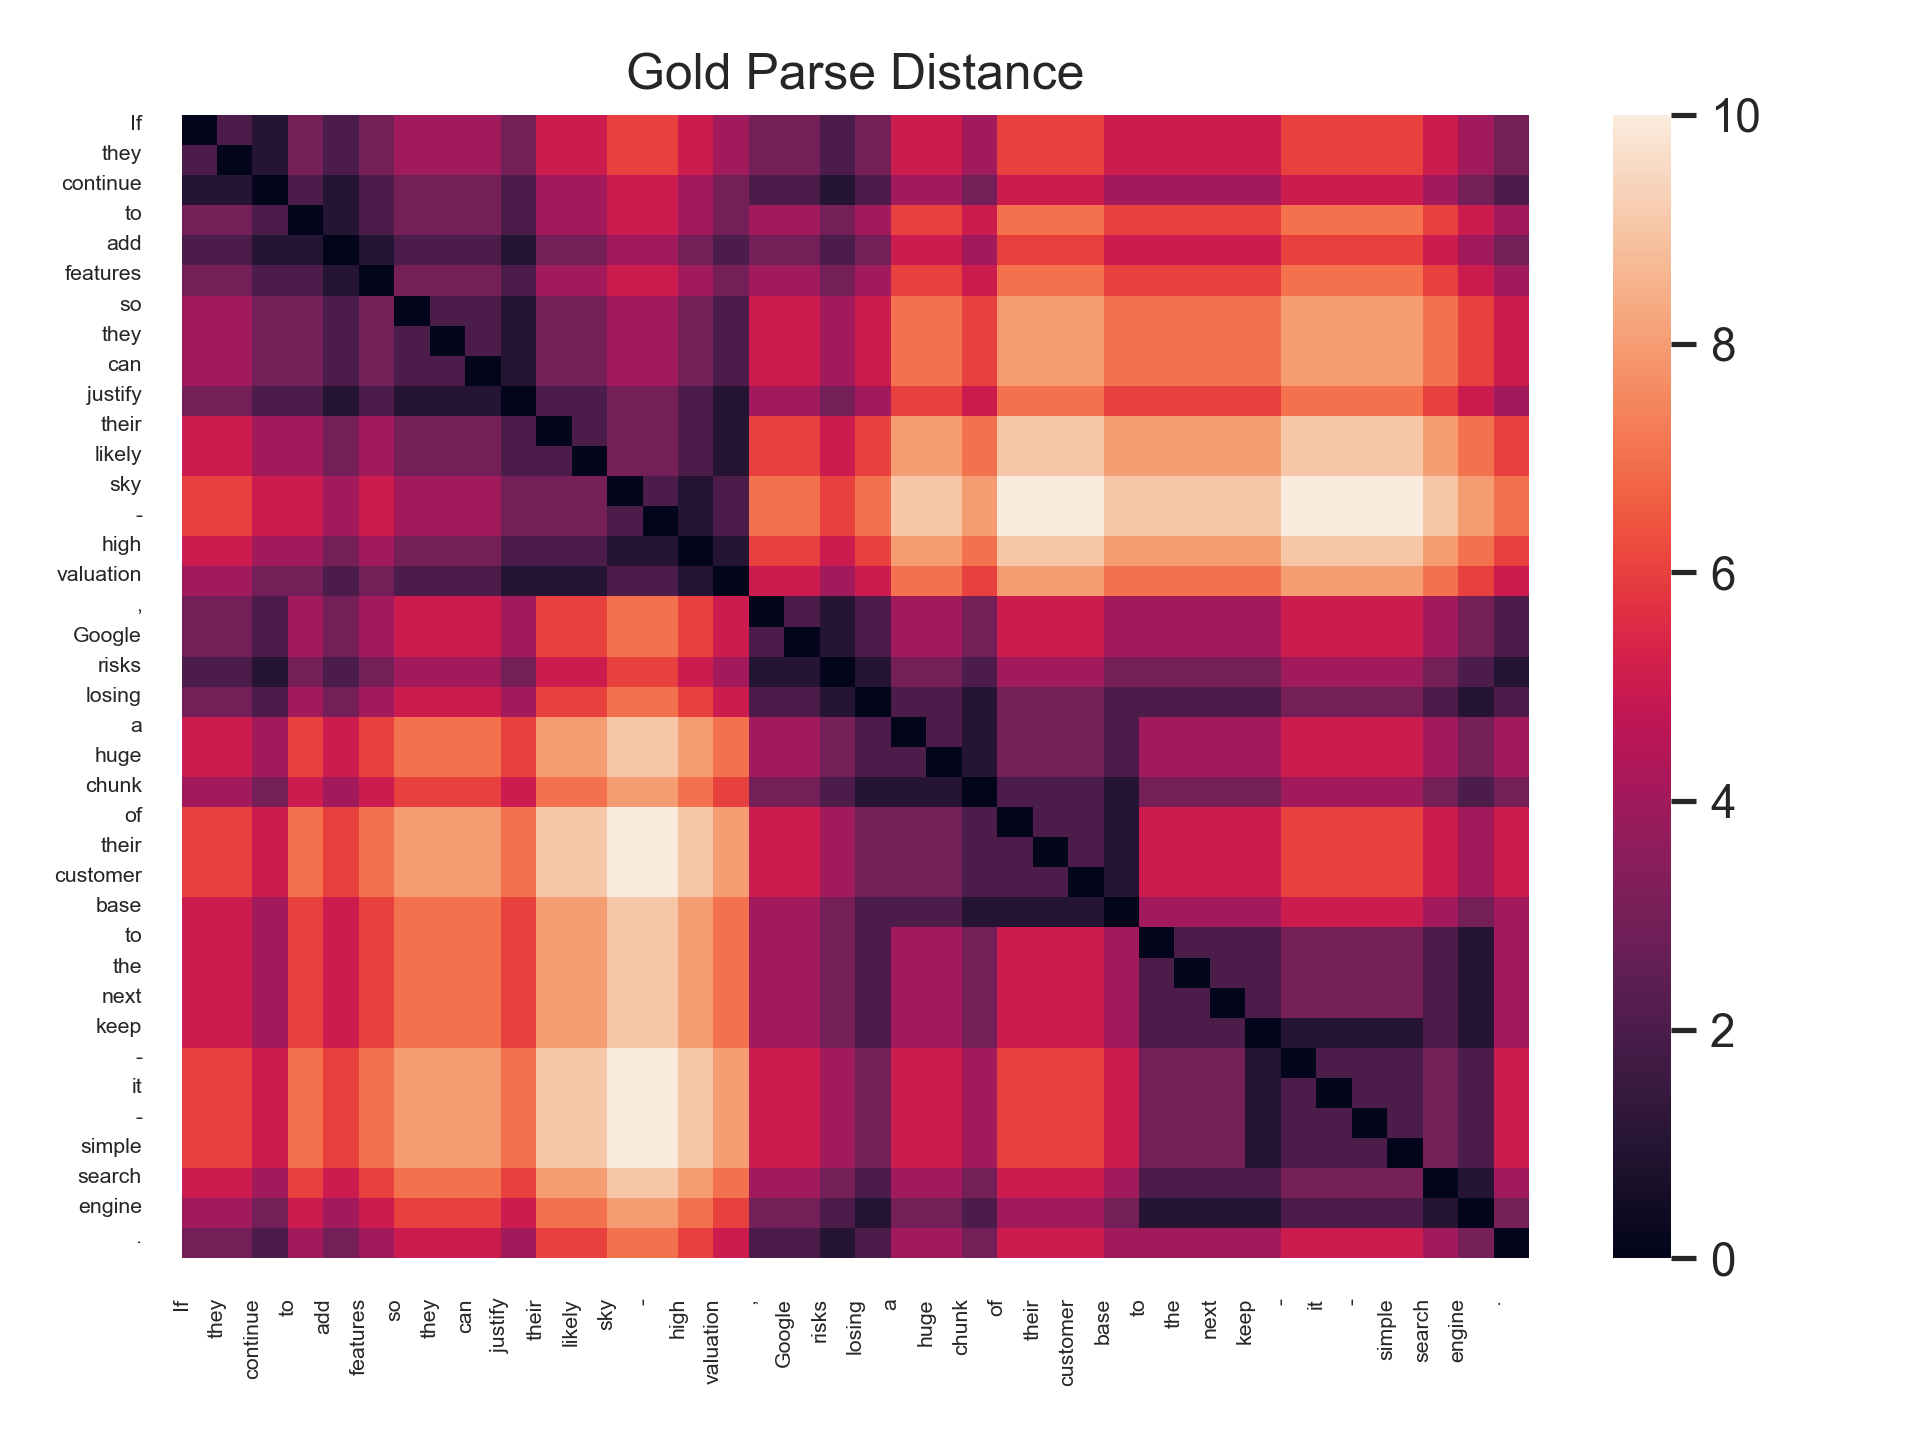 Gold Parse Distance
If
they
continue
to
add
features
so
they
can
justify
their
likely
sky
-
high
valuation
,
Google
risks
losing
a
huge
chunk
of
their
customer
base
to
the
next
keep
-
it
-
simple
search
engine
.
If they continue to add features so they can justify their likely sky - high valuation , Google risks losing a huge chunk of their customer base to the next keep - it - simple search engine .
10
8
6
4
2
0